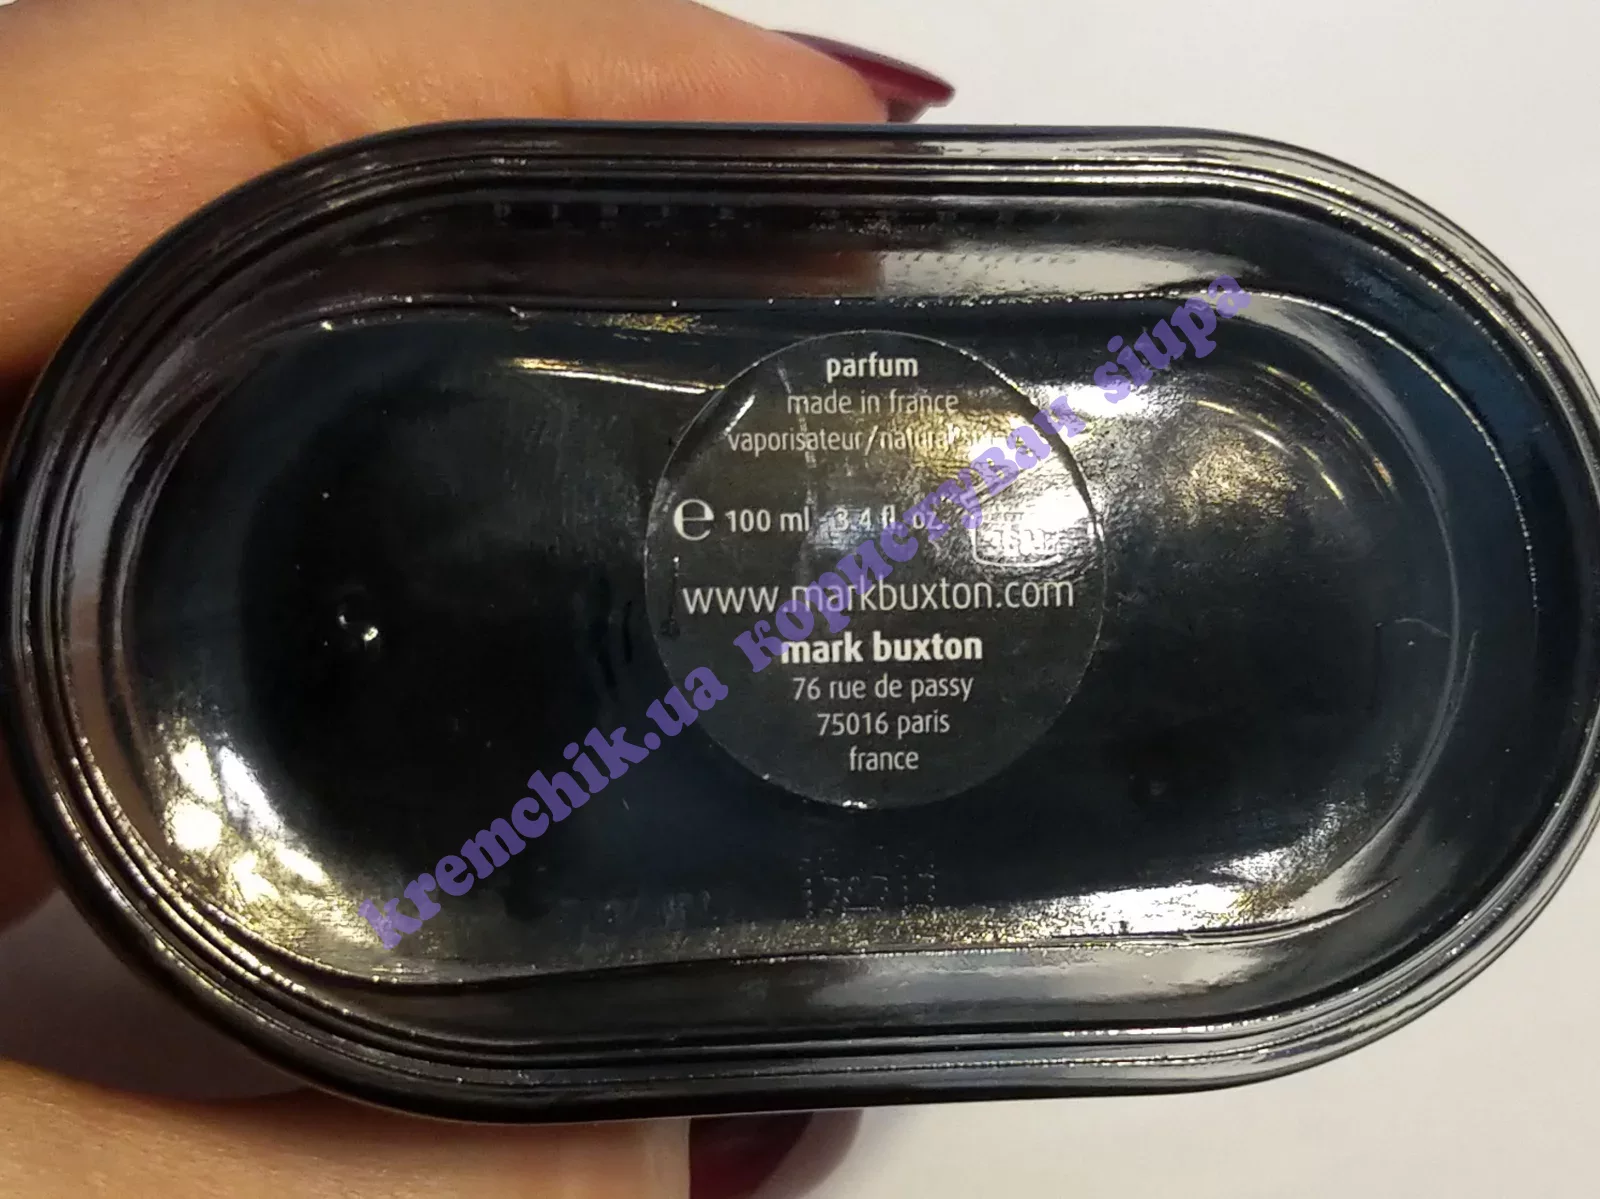 parfum
made in france
vaporisateur/natural
e 100 ml 3.4 fl. oz.
www.markbuxton.com
mark buxton
76 rue de passy
75016 paris
france
kremchik.ua користувач siupa